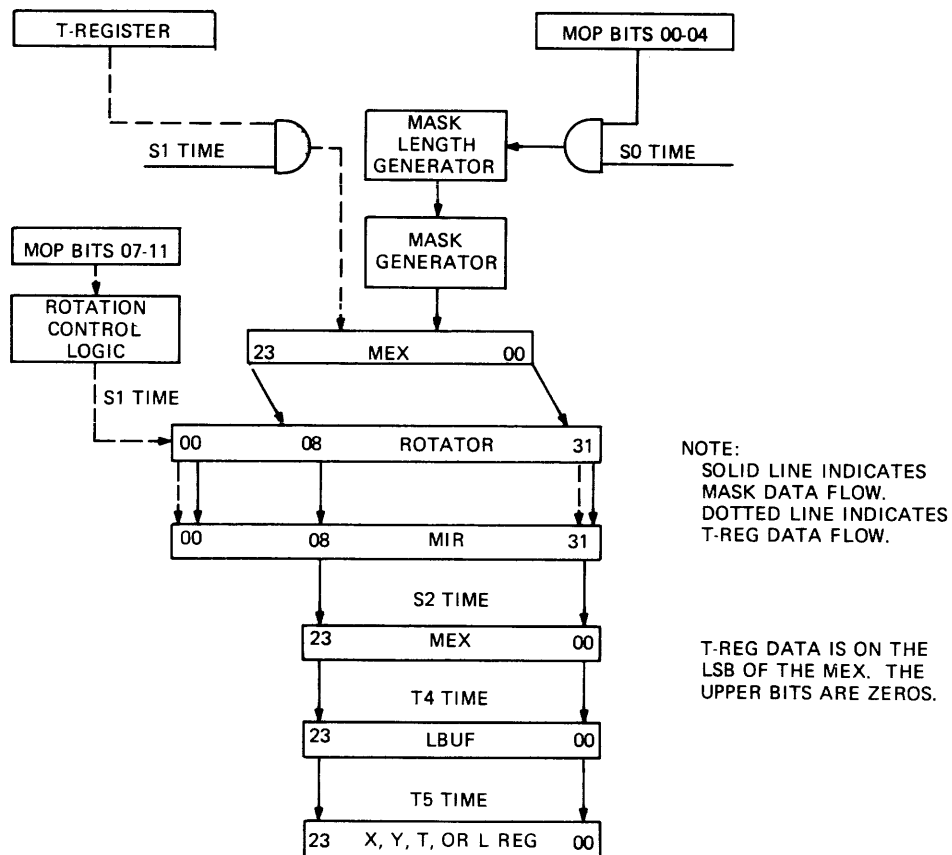 T-REGISTER
MOP BITS 00-04
S1 TIME
MASK
LENGTH
GENERATOR
S0 TIME
MOP BITS 07-11
MASK
GENERATOR
ROTATION
CONTROL
LOGIC
23 MEX 00
S1 TIME
00 08 ROTATOR 31
NOTE:
SOLID LINE INDICATES
MASK DATA FLOW.
DOTTED LINE INDICATES
T-REG DATA FLOW.
00 08 MIR 31
S2 TIME
23 MEX 00
T-REG DATA IS ON THE
LSB OF THE MEX. THE
UPPER BITS ARE ZEROS.
T4 TIME
23 LBUF 00
T5 TIME
23 X, Y, T, OR L REG 00